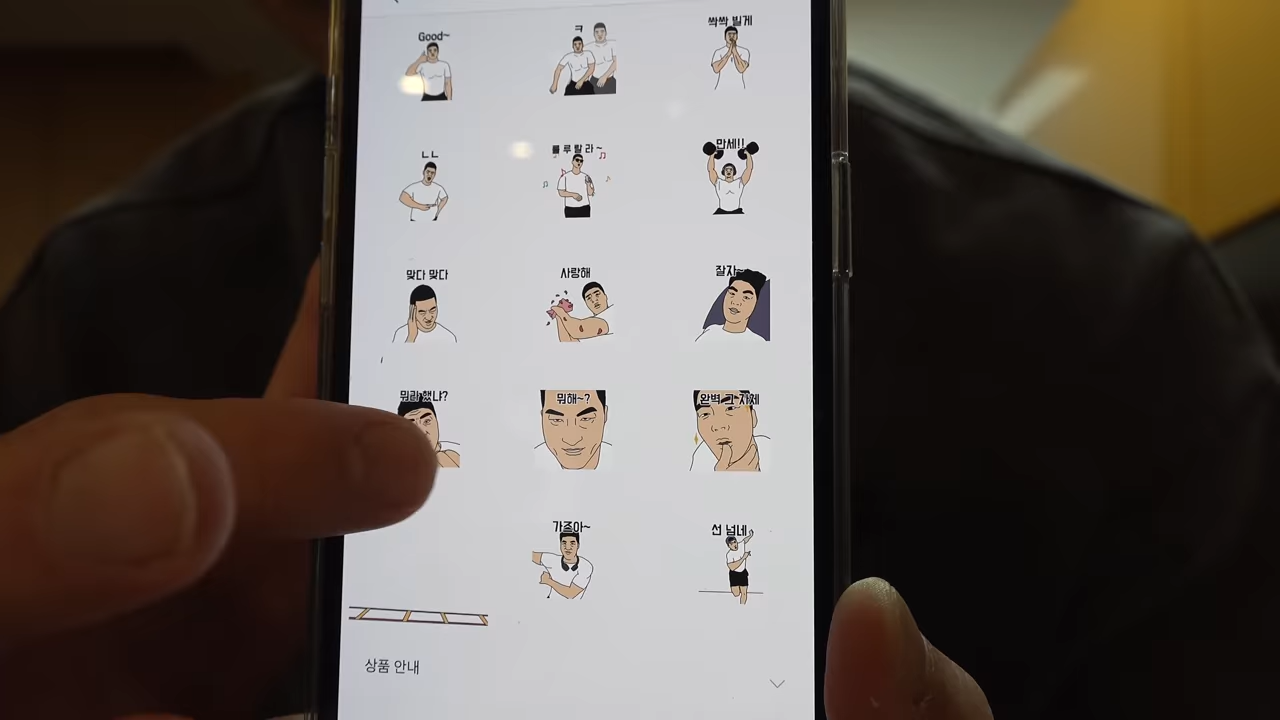 Good~
ㅋ
싹싹 빌게
ㄴㄴ
룰루랄라~
만세!!
맞다 맞다
사랑해
잘자~
뭐라했냐?
뭐해~?
완벽 그 자체
가즈아~
선 넘네
상품 안내